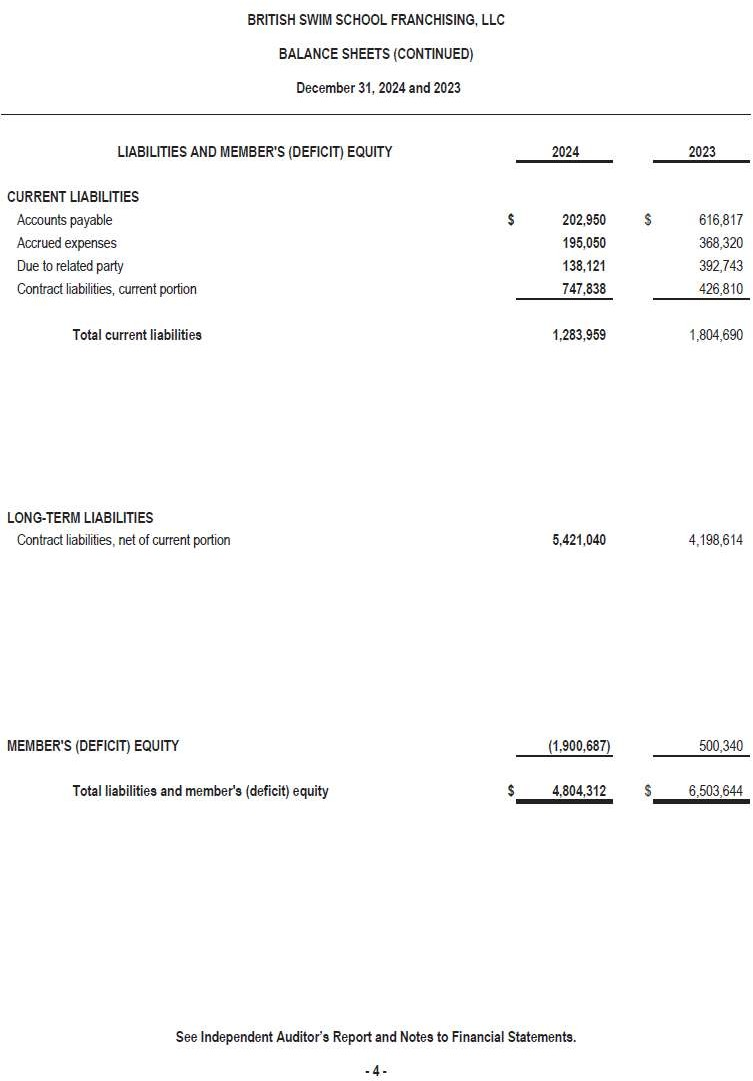 BRITISH SWIM SCHOOL FRANCHISING, LLC
BALANCE SHEETS (CONTINUED)
December 31, 2024 and 2023
LIABILITIES AND MEMBER'S (DEFICIT) EQUITY 2024 2023
CURRENT LIABILITIES
Accounts payable $ 202,950 $ 616,817
Accrued expenses 195,050 368,320
Due to related party 138,121 392,743
Contract liabilities, current portion 747,838 426,810
Total current liabilities 1,283,959 1,804,690
LONG-TERM LIABILITIES
Contract liabilities, net of current portion 5,421,040 4,198,614
MEMBER'S (DEFICIT) EQUITY (1,900,687) 500,340
Total liabilities and member's (deficit) equity $ 4,804,312 $ 6,503,644
See Independent Auditor's Report and Notes to Financial Statements.
- 4 -